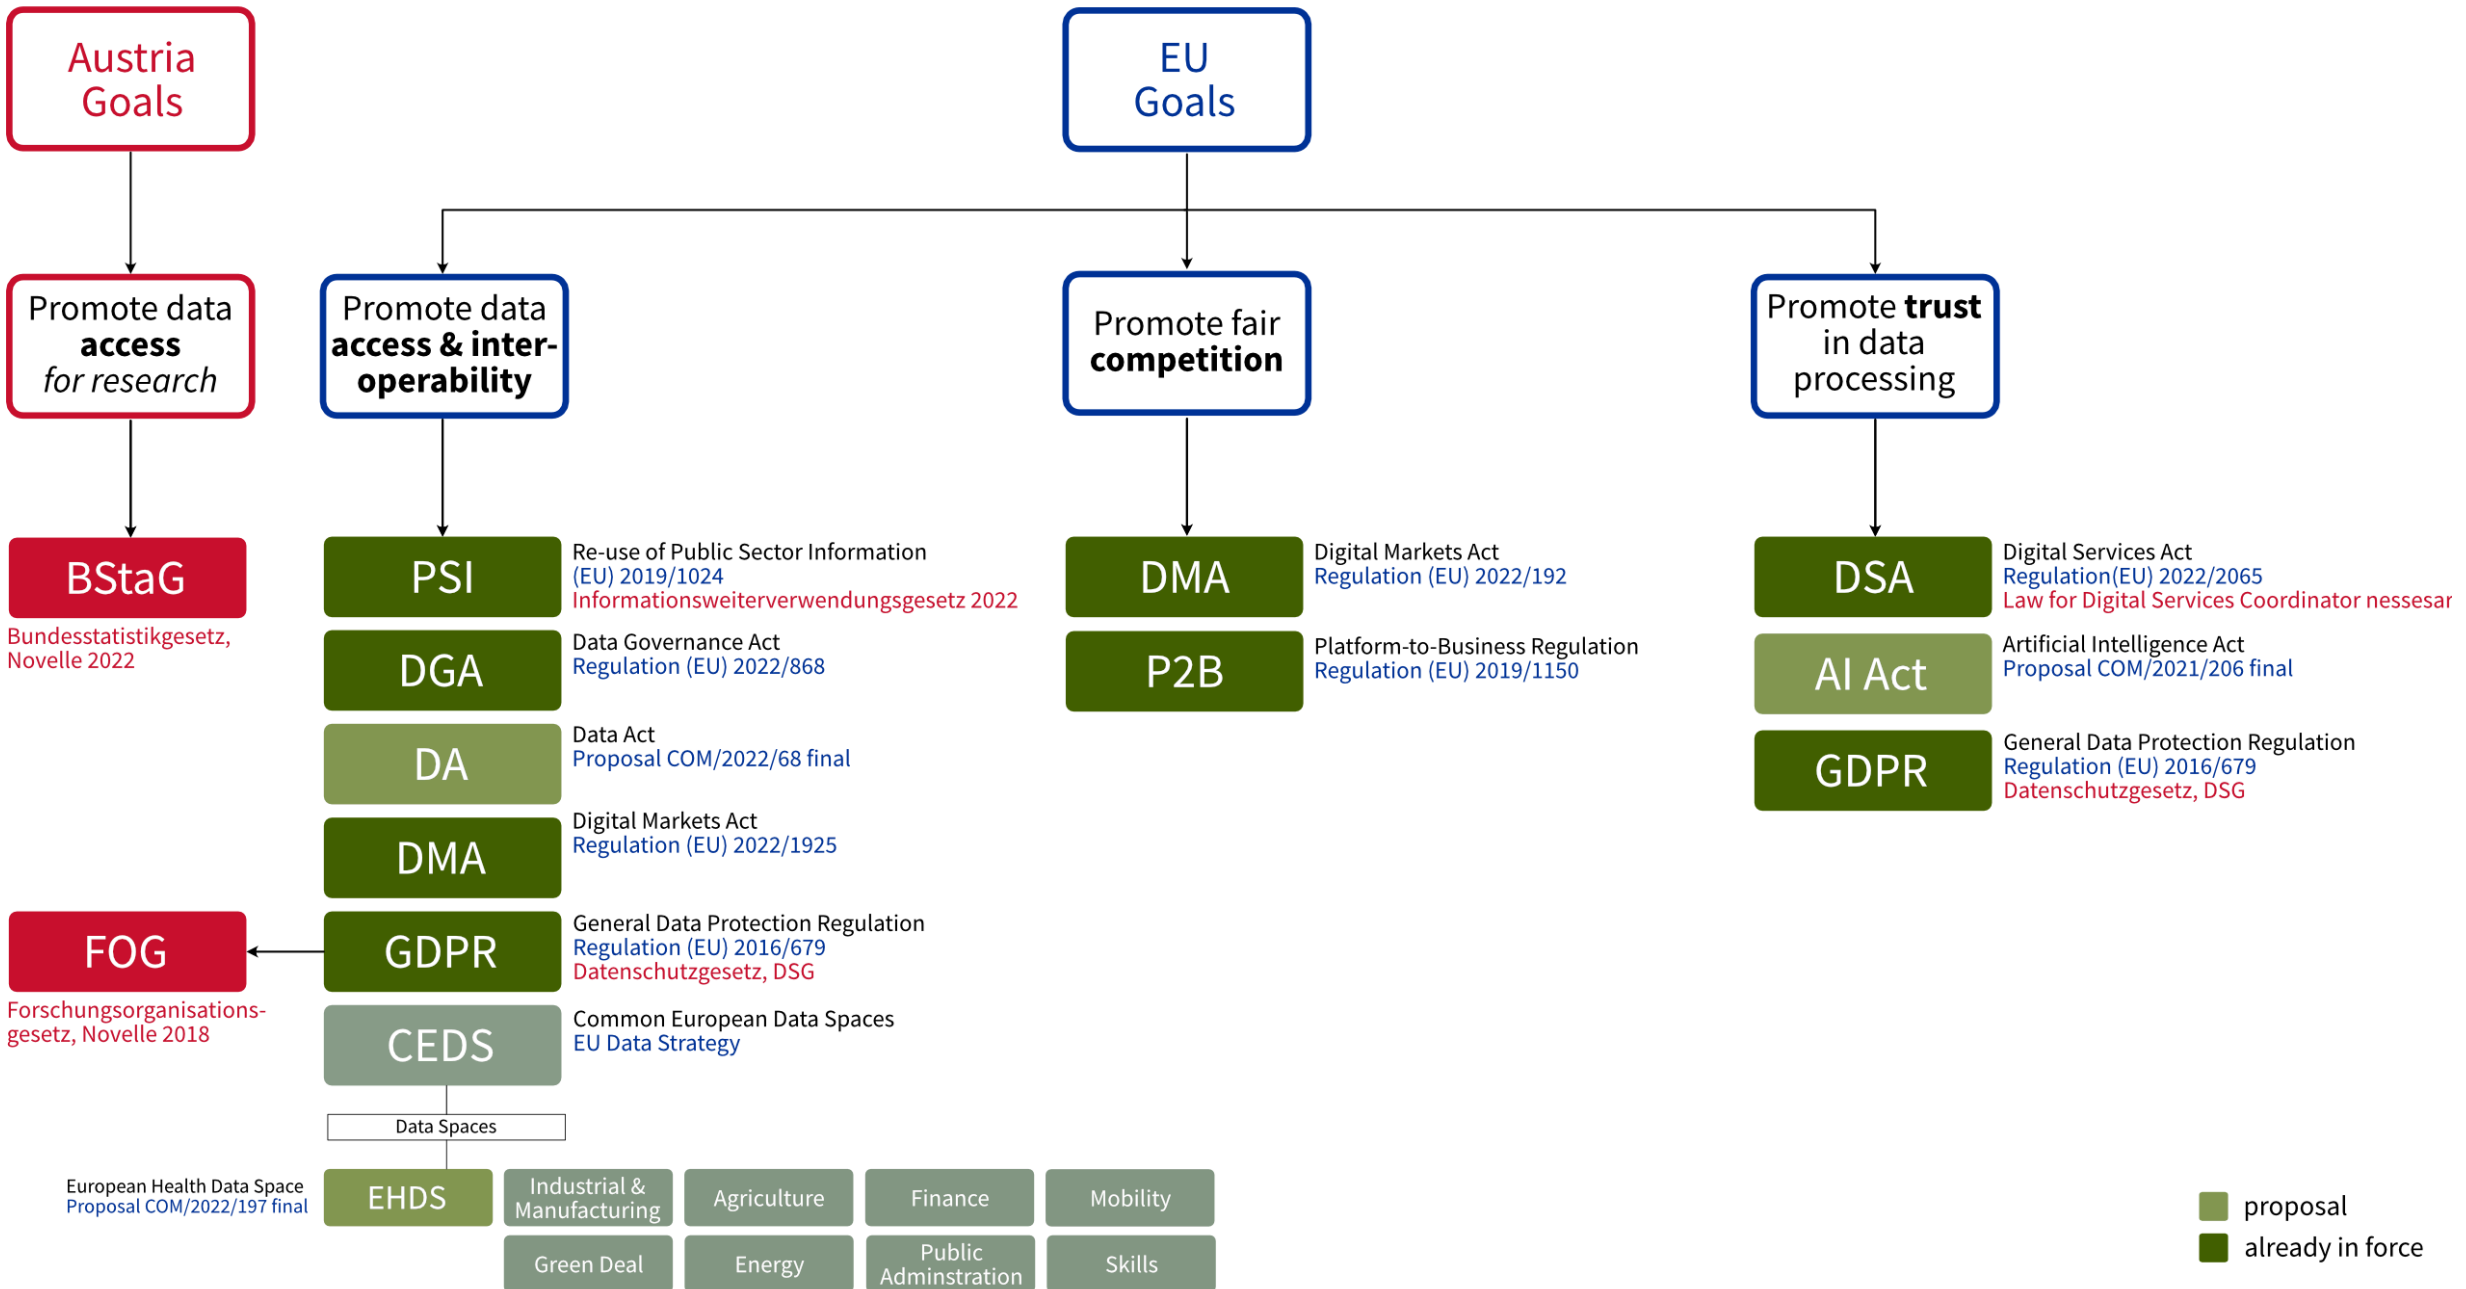 Austria
Goals
EU
Goals
Promote data
access
for research
Promote data
access & inter-
operability
Promote fair
competition
Promote trust
in data
processing
BStaG
Bundesstatistikgesetz,
Novelle 2022
PSI
Re-use of Public Sector Information
(EU) 2019/1024
Informationsweiterverwendungsgesetz 2022
DGA
Data Governance Act
Regulation (EU) 2022/868
DA
Data Act
Proposal COM/2022/68 final
DMA
Digital Markets Act
Regulation (EU) 2022/1925
FOG
Forschungsorganisations-
gesetz, Novelle 2018
GDPR
General Data Protection Regulation
Regulation (EU) 2016/679
Datenschutzgesetz, DSG
CEDS
Common European Data Spaces
EU Data Strategy
Data Spaces
European Health Data Space
Proposal COM/2022/197 final
EHDS
Industrial &
Manufacturing
Agriculture
Finance
Mobility
Green Deal
Energy
Public
Adminstration
Skills
DMA
Digital Markets Act
Regulation (EU) 2022/192
P2B
Platform-to-Business Regulation
Regulation (EU) 2019/1150
DSA
Digital Services Act
Regulation(EU) 2022/2065
Law for Digital Services Coordinator nessesar
AI Act
Artificial Intelligence Act
Proposal COM/2021/206 final
GDPR
General Data Protection Regulation
Regulation (EU) 2016/679
Datenschutzgesetz, DSG
proposal
already in force